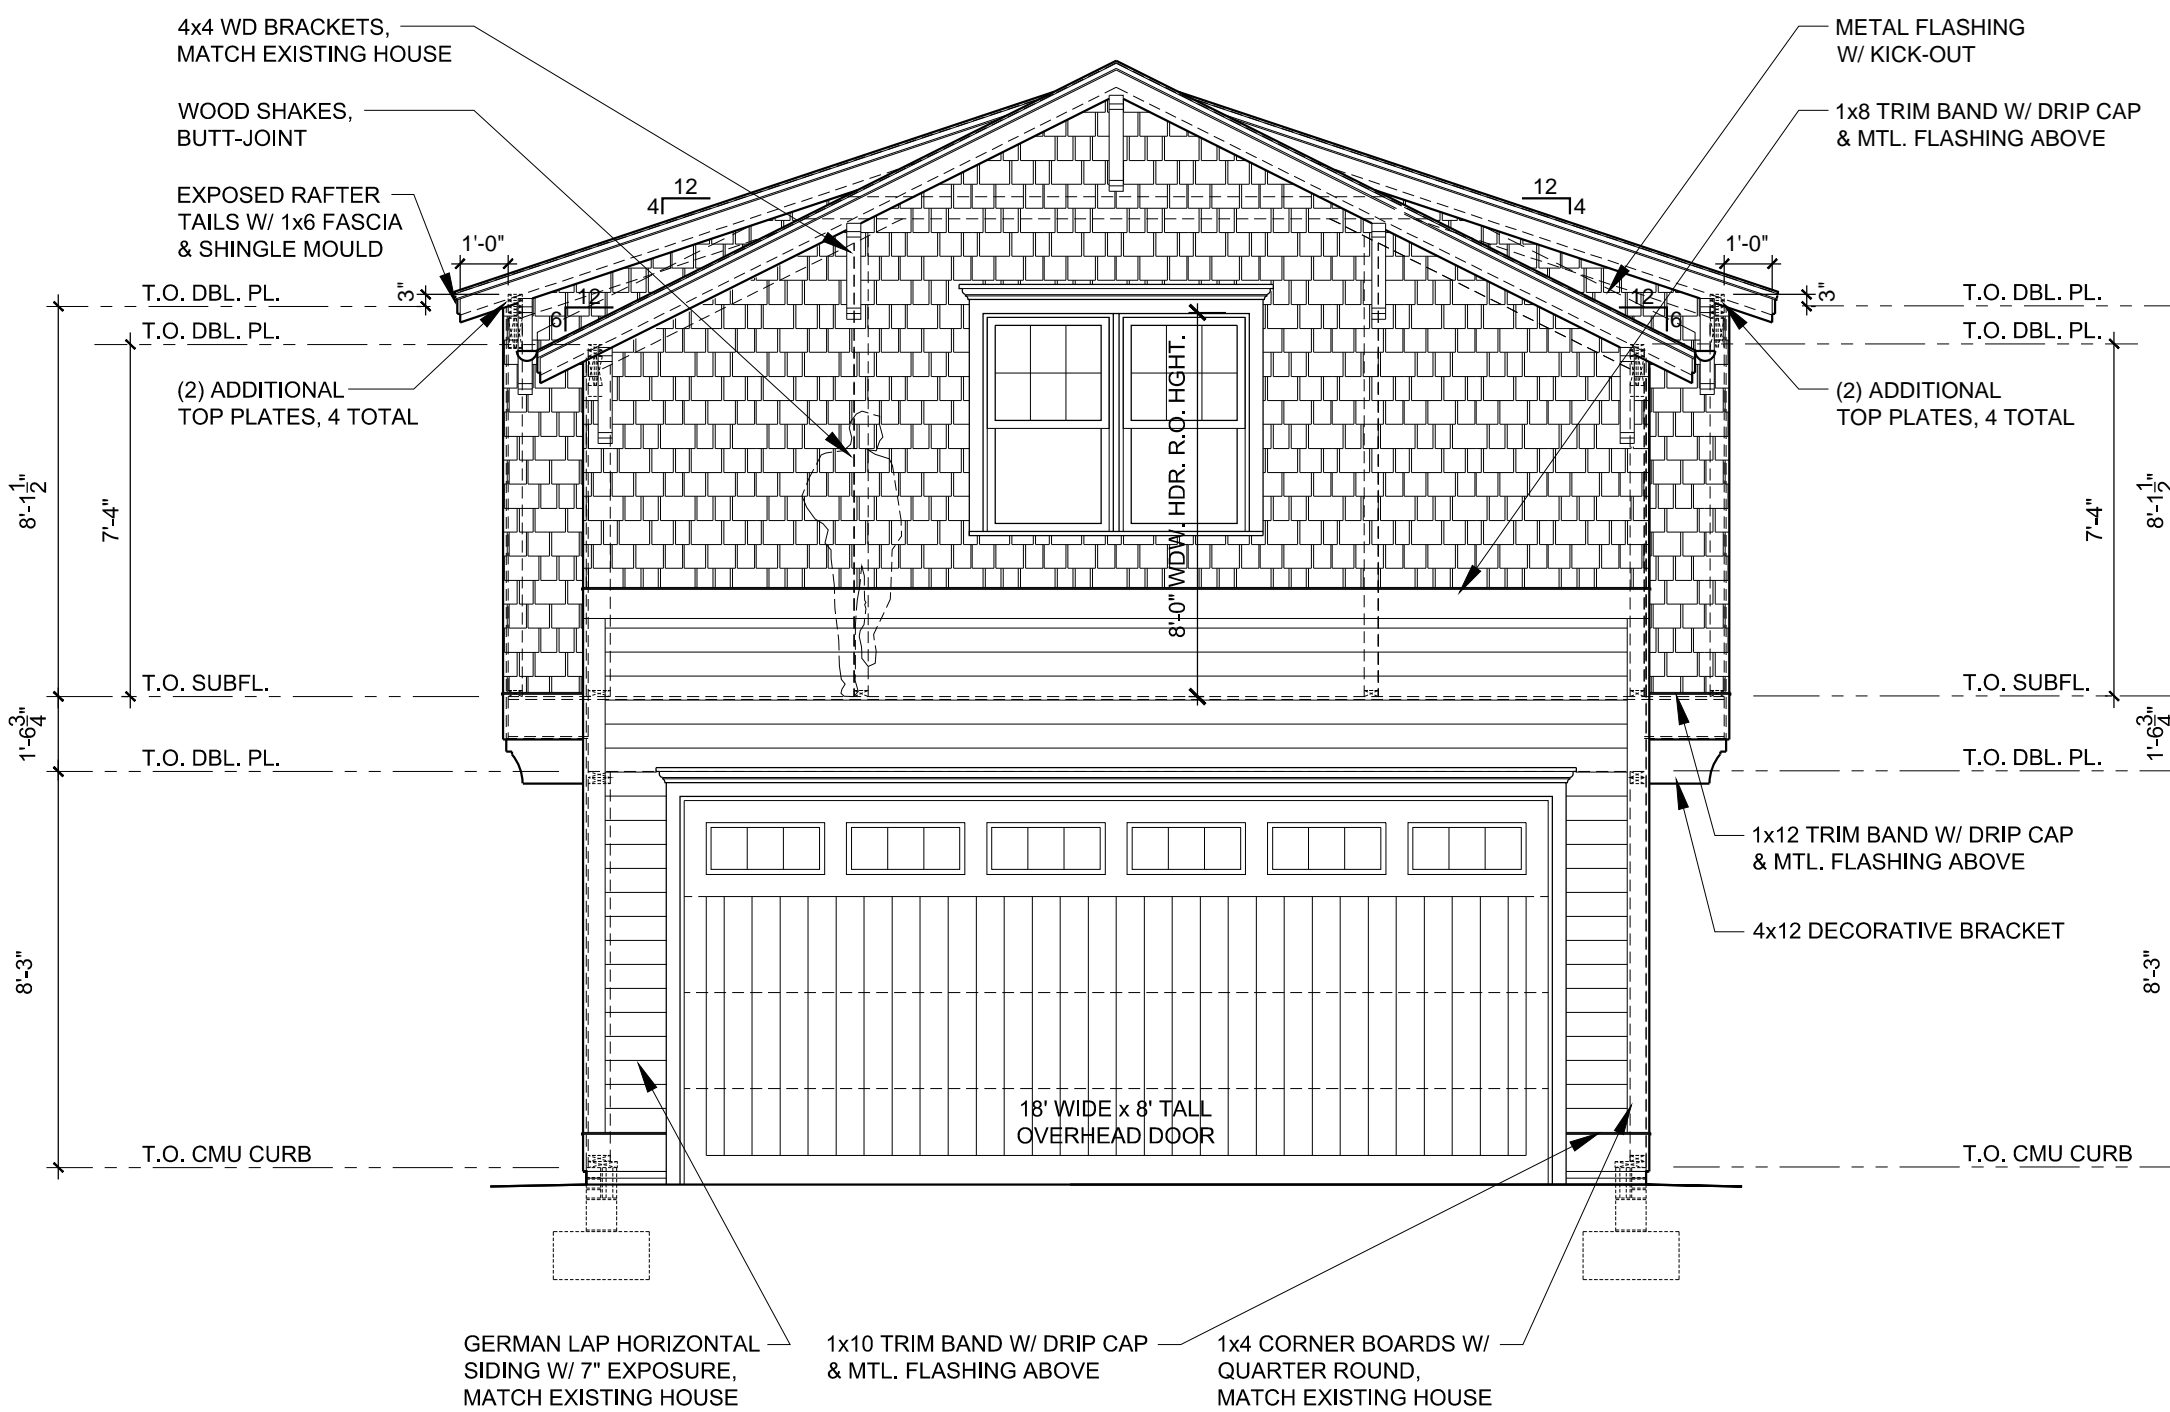 4x4 WD BRACKETS,
MATCH EXISTING HOUSE
WOOD SHAKES,
BUTT-JOINT
EXPOSED RAFTER
TAILS W/ 1x6 FASCIA
& SHINGLE MOULD
METAL FLASHING
W/ KICK-OUT
1x8 TRIM BAND W/ DRIP CAP
& MTL. FLASHING ABOVE
12
4
12
4
1'-0"
1'-0"
3"
3"
12
6
12
6
T.O. DBL. PL.
T.O. DBL. PL.
T.O. DBL. PL.
T.O. DBL. PL.
(2) ADDITIONAL
TOP PLATES, 4 TOTAL
(2) ADDITIONAL
TOP PLATES, 4 TOTAL
8'-1 1/2"
7'-4"
8'-0" WDW. HDR. R.O. HGHT.
7'-4"
8'-1 1/2"
T.O. SUBFL.
T.O. SUBFL.
1'-6 3/4"
1'-6 3/4"
T.O. DBL. PL.
T.O. DBL. PL.
1x12 TRIM BAND W/ DRIP CAP
& MTL. FLASHING ABOVE
4x12 DECORATIVE BRACKET
8'-3"
8'-3"
18' WIDE x 8' TALL
OVERHEAD DOOR
T.O. CMU CURB
T.O. CMU CURB
GERMAN LAP HORIZONTAL
SIDING W/ 7" EXPOSURE,
MATCH EXISTING HOUSE
1x10 TRIM BAND W/ DRIP CAP
& MTL. FLASHING ABOVE
1x4 CORNER BOARDS W/
QUARTER ROUND,
MATCH EXISTING HOUSE